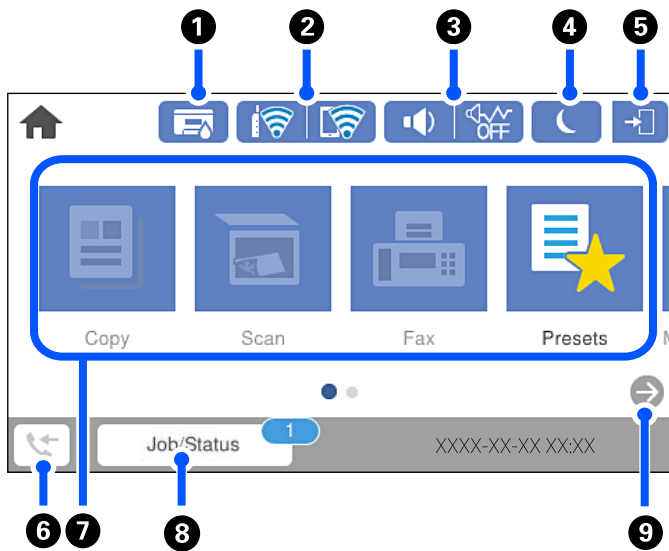 1 2 3 4 5
OFF
Copy Scan Fax Presets
Job/Status 1 XXXX-XX-XX XX:XX
6 7 8 9